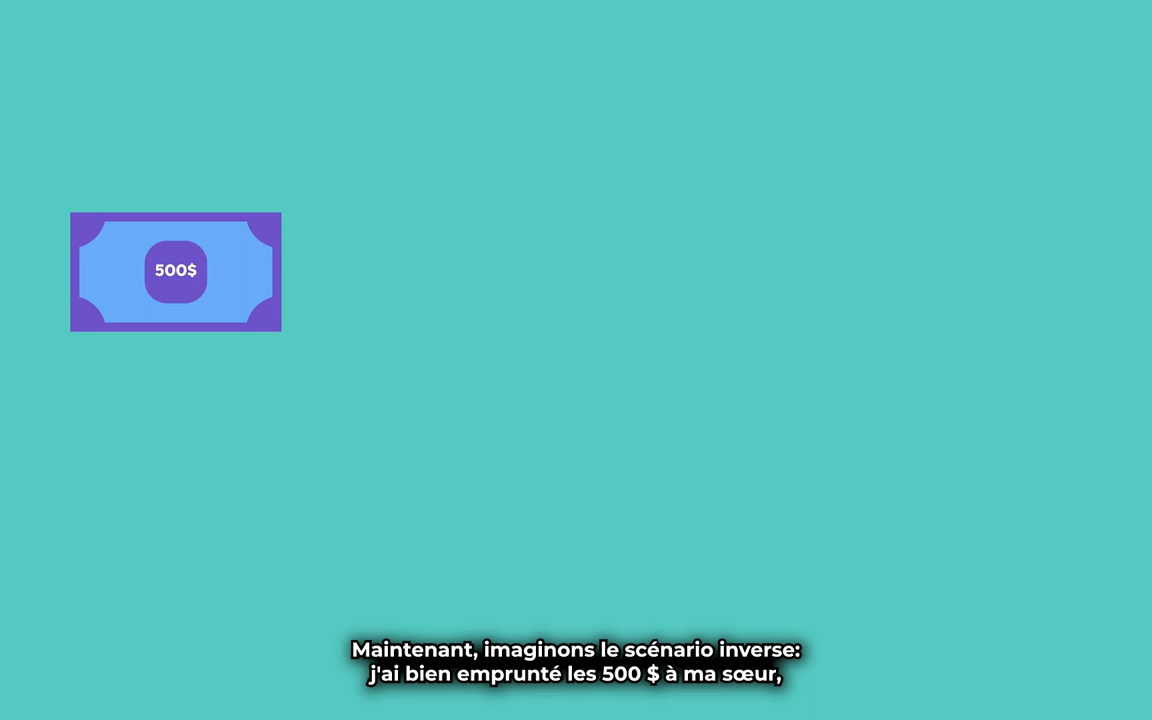 500$
Maintenant, imaginons le scénario inverse:
j'ai bien emprunté les 500 $ à ma sœur,